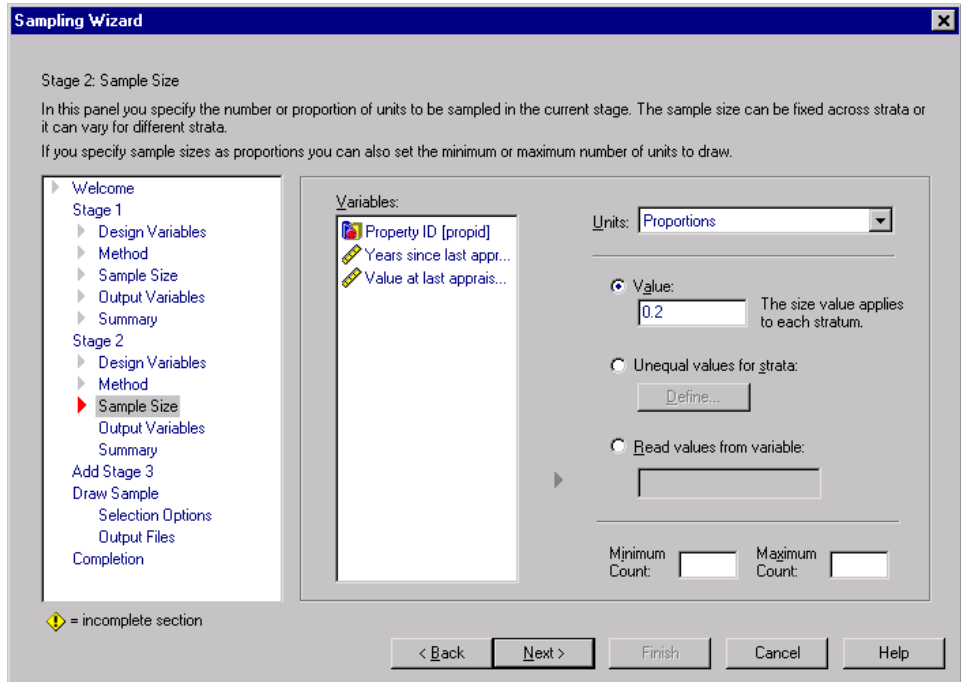 Sampling Wizard
Stage 2: Sample Size
In this panel you specify the number or proportion of units to be sampled in the current stage. The sample size can be fixed across strata or
it can vary for different strata.
If you specify sample sizes as proportions you can also set the minimum or maximum number of units to draw.
Welcome
Stage 1
Design Variables
Method
Sample Size
Output Variables
Summary
Stage 2
Design Variables
Method
Sample Size
Output Variables
Summary
Add Stage 3
Draw Sample
Selection Options
Output Files
Completion
= incomplete section
Variables:
Property ID [propid]
Years since last appr...
Value at last apprais...
Units: Proportions
Value:
0.2
The size value applies
to each stratum.
Unequal values for strata:
Define...
Read values from variable:
Minimum
Count:
Maximum
Count:
< Back
Next >
Finish
Cancel
Help